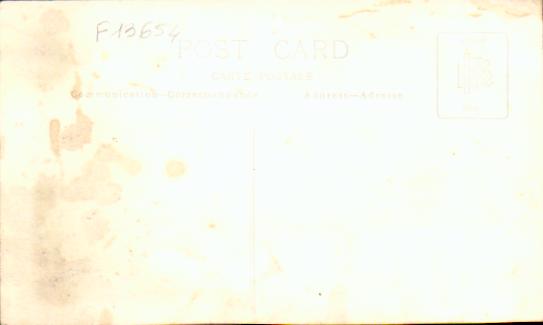 F13654
POST CARD
CARTE POSTALE
Communication—Correspondance Address—Adresse